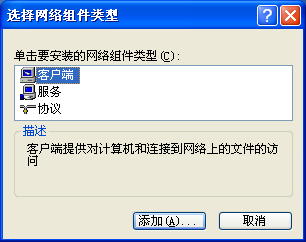 选择网络组件类型
单击要安装的网络组件类型(C):
客户端
服务
协议
描述
客户端提供对计算机和连接到网络上的文件的访
问
添加(A)...
取消